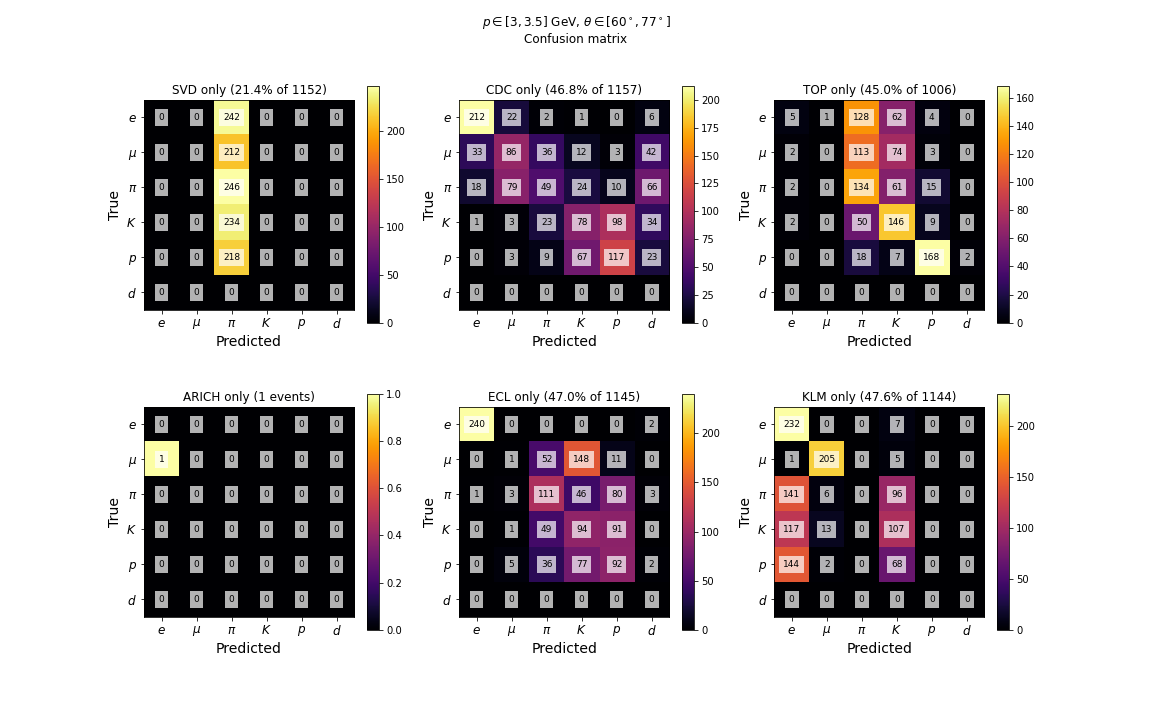 p ∈ [3, 3.5] GeV, θ ∈ [60°, 77°]
Confusion matrix
SVD only (21.4% of 1152)
True
e 0 0 242 0 0 0
μ 0 0 212 0 0 0
π 0 0 246 0 0 0
K 0 0 234 0 0 0
p 0 0 218 0 0 0
d 0 0 0 0 0 0
e μ π K p d
Predicted
200
150
100
50
0
CDC only (46.8% of 1157)
True
e 212 22 2 1 0 6
μ 33 86 36 12 3 42
π 18 79 49 24 10 66
K 1 3 23 78 98 34
p 0 3 9 67 117 23
d 0 0 0 0 0 0
e μ π K p d
Predicted
200
175
150
125
100
75
50
25
0
TOP only (45.0% of 1006)
True
e 5 1 128 62 4 0
μ 2 0 113 74 3 0
π 2 0 134 61 15 0
K 2 0 50 146 9 0
p 0 0 18 7 168 2
d 0 0 0 0 0 0
e μ π K p d
Predicted
160
140
120
100
80
60
40
20
0
ARICH only (1 events)
True
e 0 0 0 0 0 0
μ 1 0 0 0 0 0
π 0 0 0 0 0 0
K 0 0 0 0 0 0
p 0 0 0 0 0 0
d 0 0 0 0 0 0
e μ π K p d
Predicted
1.0
0.8
0.6
0.4
0.2
0.0
ECL only (47.0% of 1145)
True
e 240 0 0 0 0 2
μ 0 1 52 148 11 0
π 1 3 111 46 80 3
K 0 1 49 94 91 0
p 0 5 36 77 92 2
d 0 0 0 0 0 0
e μ π K p d
Predicted
200
150
100
50
0
KLM only (47.6% of 1144)
True
e 232 0 0 7 0 0
μ 1 205 0 5 0 0
π 141 6 0 96 0 0
K 117 13 0 107 0 0
p 144 2 0 68 0 0
d 0 0 0 0 0 0
e μ π K p d
Predicted
200
150
100
50
0